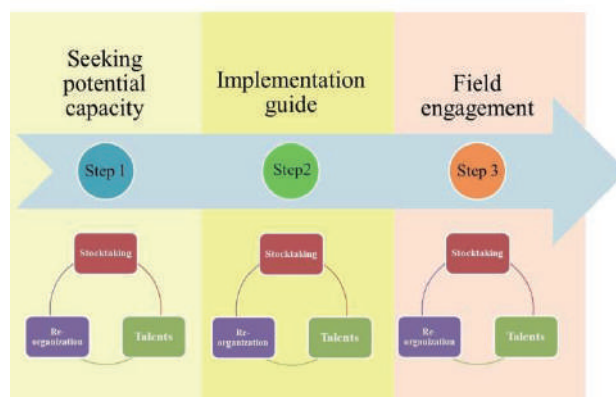 Seeking
potential
capacity
Implementation
guide
Field
engagement
Step 1
Step2
Step 3
Stocktaking
Re-
organization
Talents
Stocktaking
Re-
organization
Talents
Stocktaking
Re-
organization
Talents